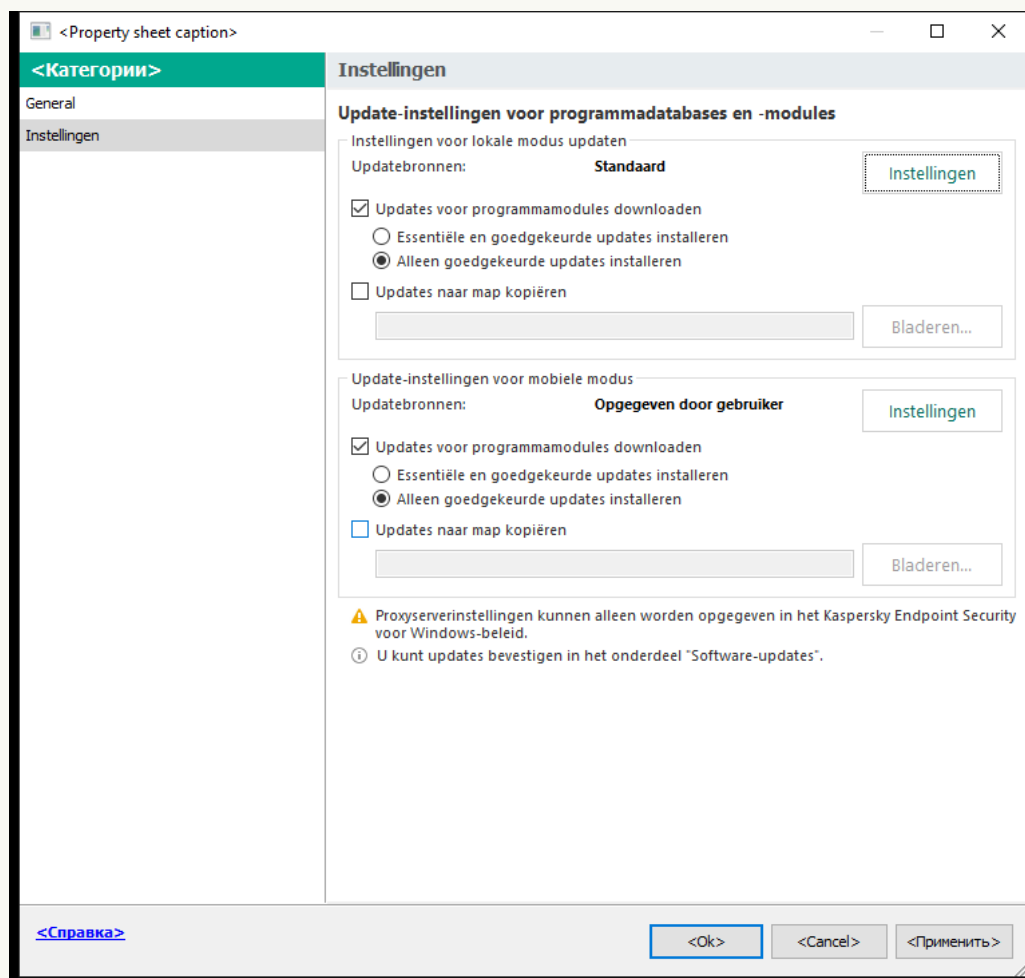 <Property sheet caption>
<Категории>
General
Instellingen
Instellingen
Update-instellingen voor programmadatabases en -modules
Instellingen voor lokale modus updaten
Updatebronnen: Standaard
Instellingen
Updates voor programmamodules downloaden
Essentiële en goedgekeurde updates installeren
Alleen goedgekeurde updates installeren
Updates naar map kopiëren
Bladeren...
Update-instellingen voor mobiele modus
Updatebronnen: Opgegeven door gebruiker
Instellingen
Updates voor programmamodules downloaden
Essentiële en goedgekeurde updates installeren
Alleen goedgekeurde updates installeren
Updates naar map kopiëren
Bladeren...
Proxyserverinstellingen kunnen alleen worden opgegeven in het Kaspersky Endpoint Security
voor Windows-beleid.
U kunt updates bevestigen in het onderdeel "Software-updates".
<Справка>
<Ok> <Cancel> <Применить>